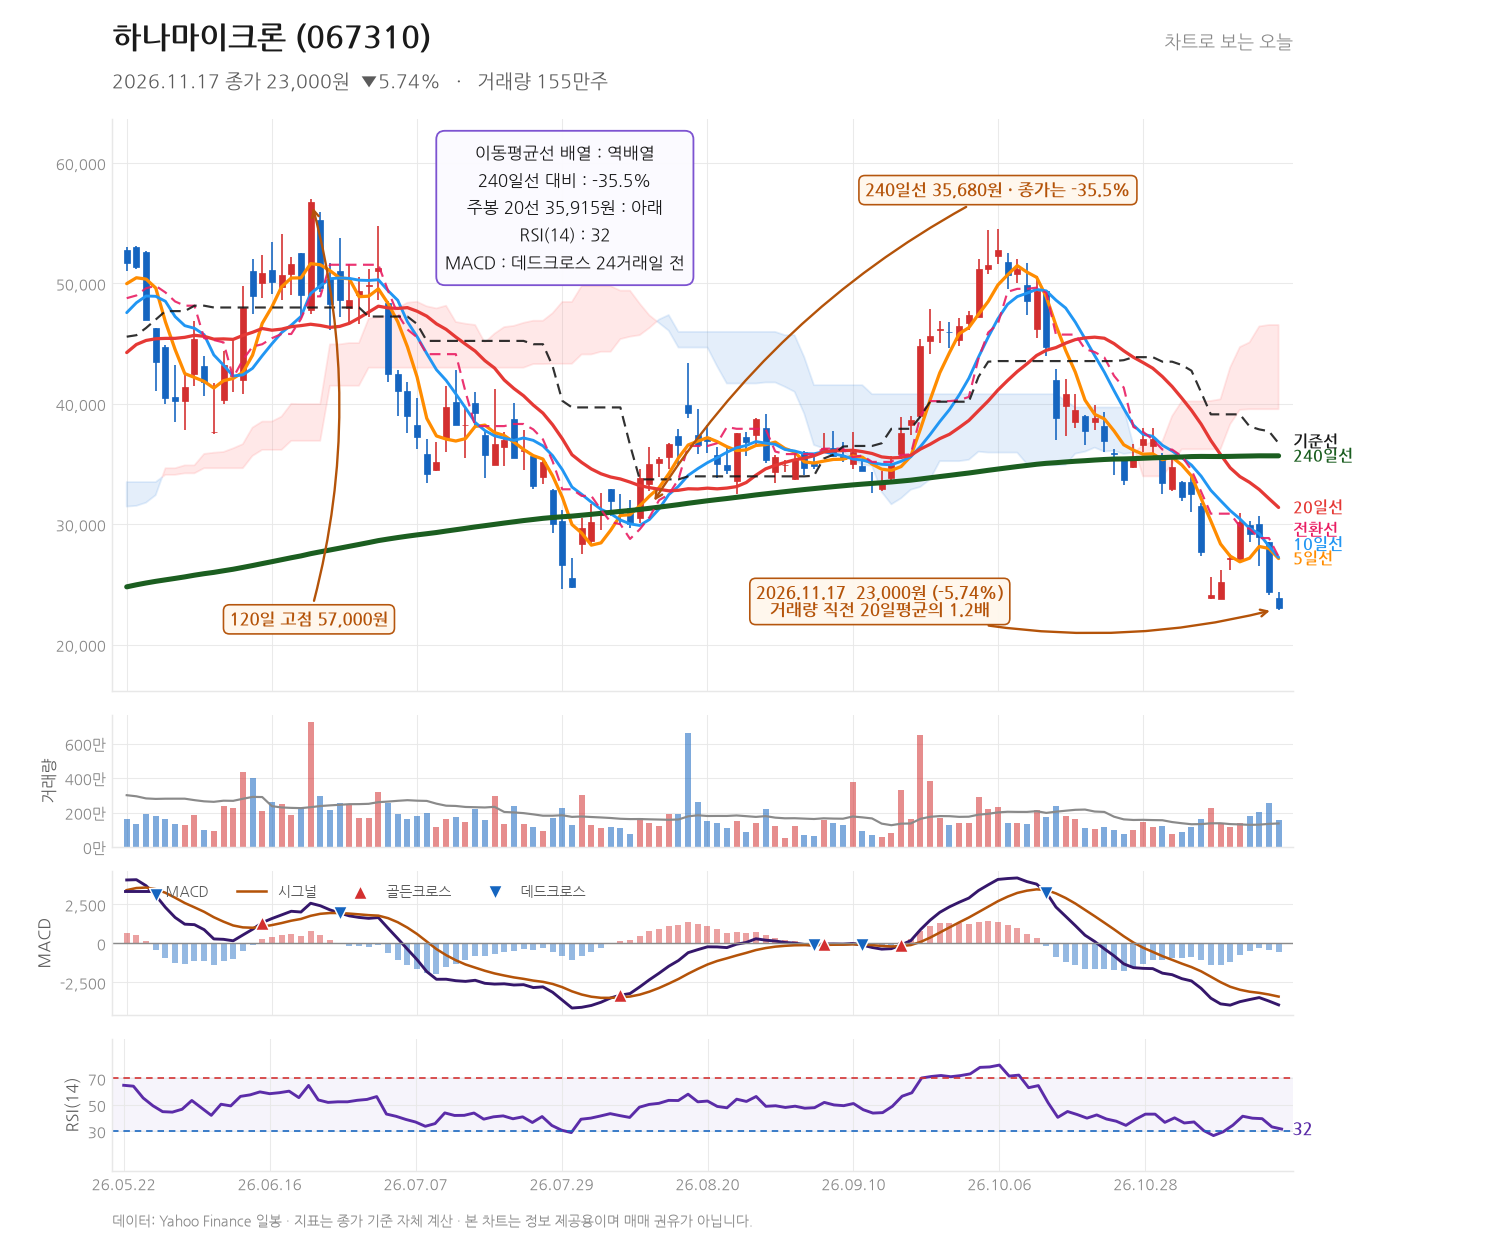 하나마이크론 (067310)
차트로 보는 오늘
2026.11.17 종가 23,000원 ▼5.74% · 거래량 155만주
이동평균선 배열 : 역배열
240일선 대비 : -35.5%
주봉 20선 35,915원 : 아래
RSI(14) : 32
MACD : 데드크로스 24거래일 전
240일선 35,680원 · 종가는 -35.5%
60,000
50,000
40,000
30,000
20,000
기준선
240일선
20일선
전환선
10일선
5일선
120일 고점 57,000원
2026.11.17 23,000원 (-5.74%)
거래량 직전 20일평균의 1.2배
거래량
600만
400만
200만
0만
MACD
MACD
시그널
골든크로스
데드크로스
2,500
0
-2,500
RSI(14)
70
50
30
32
26.05.22
26.06.16
26.07.07
26.07.29
26.08.20
26.09.10
26.10.06
26.10.28
데이터: Yahoo Finance 일봉 · 지표는 종가 기준 자체 계산 · 본 차트는 정보 제공용이며 매매 권유가 아닙니다.